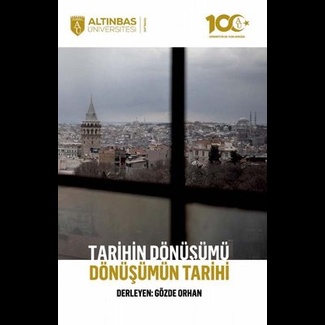 ALTINBAŞ
ÜNİVERSİTESİ
100
TARİHİN DÖNÜŞÜMÜ
DÖNÜŞÜMÜN TARİHİ
DERLEYEN: GÖZDE ORHAN